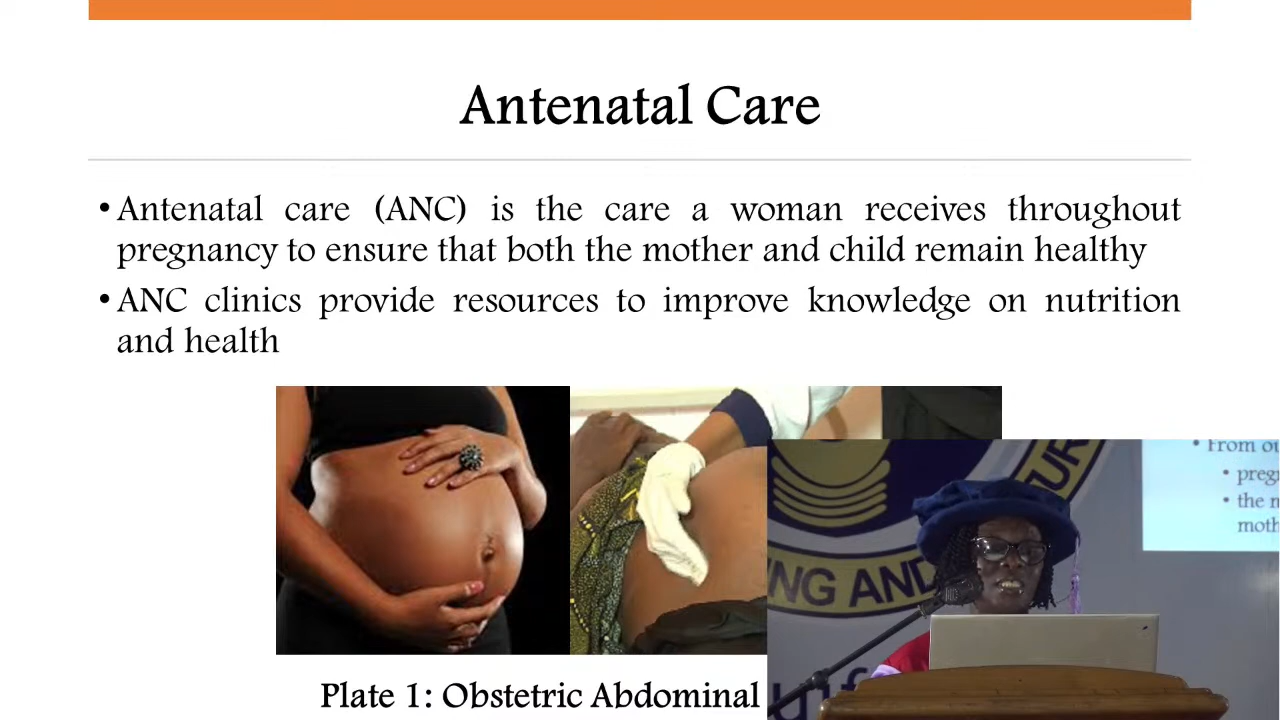 Antenatal Care
• Antenatal care (ANC) is the care a woman receives throughout
pregnancy to ensure that both the mother and child remain healthy
• ANC clinics provide resources to improve knowledge on nutrition
and health
Plate 1: Obstetric Abdominal
• From
• the
NG AND